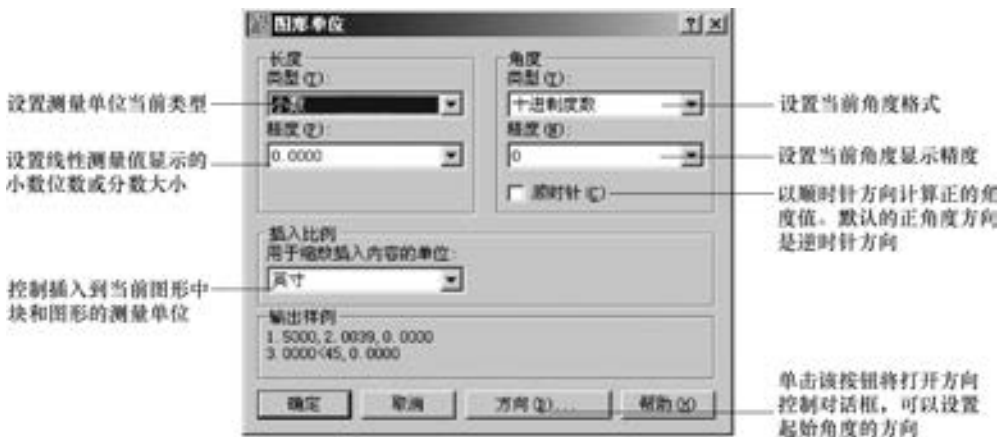 图形单位
长度
类型(T):
小数
精度(P):
0.0000
角度
类型(Y):
十进制度数
精度(N):
0
顺时针(C)
插入比例
用于缩放插入内容的单位:
英寸
输出样例
1.5000,2.0039,0.0000
3.0000<45,0.0000
确定
取消
方向(D)...
帮助(H)
设置测量单位当前类型
设置线性测量值显示的
小数位数或分数大小
控制插入到当前图形中
块和图形的测量单位
设置当前角度格式
设置当前角度显示精度
以顺时针方向计算正的角
度值。默认的正角度方向
是逆时针方向
单击该按钮将打开方向
控制对话框，可以设置
起始角度的方向